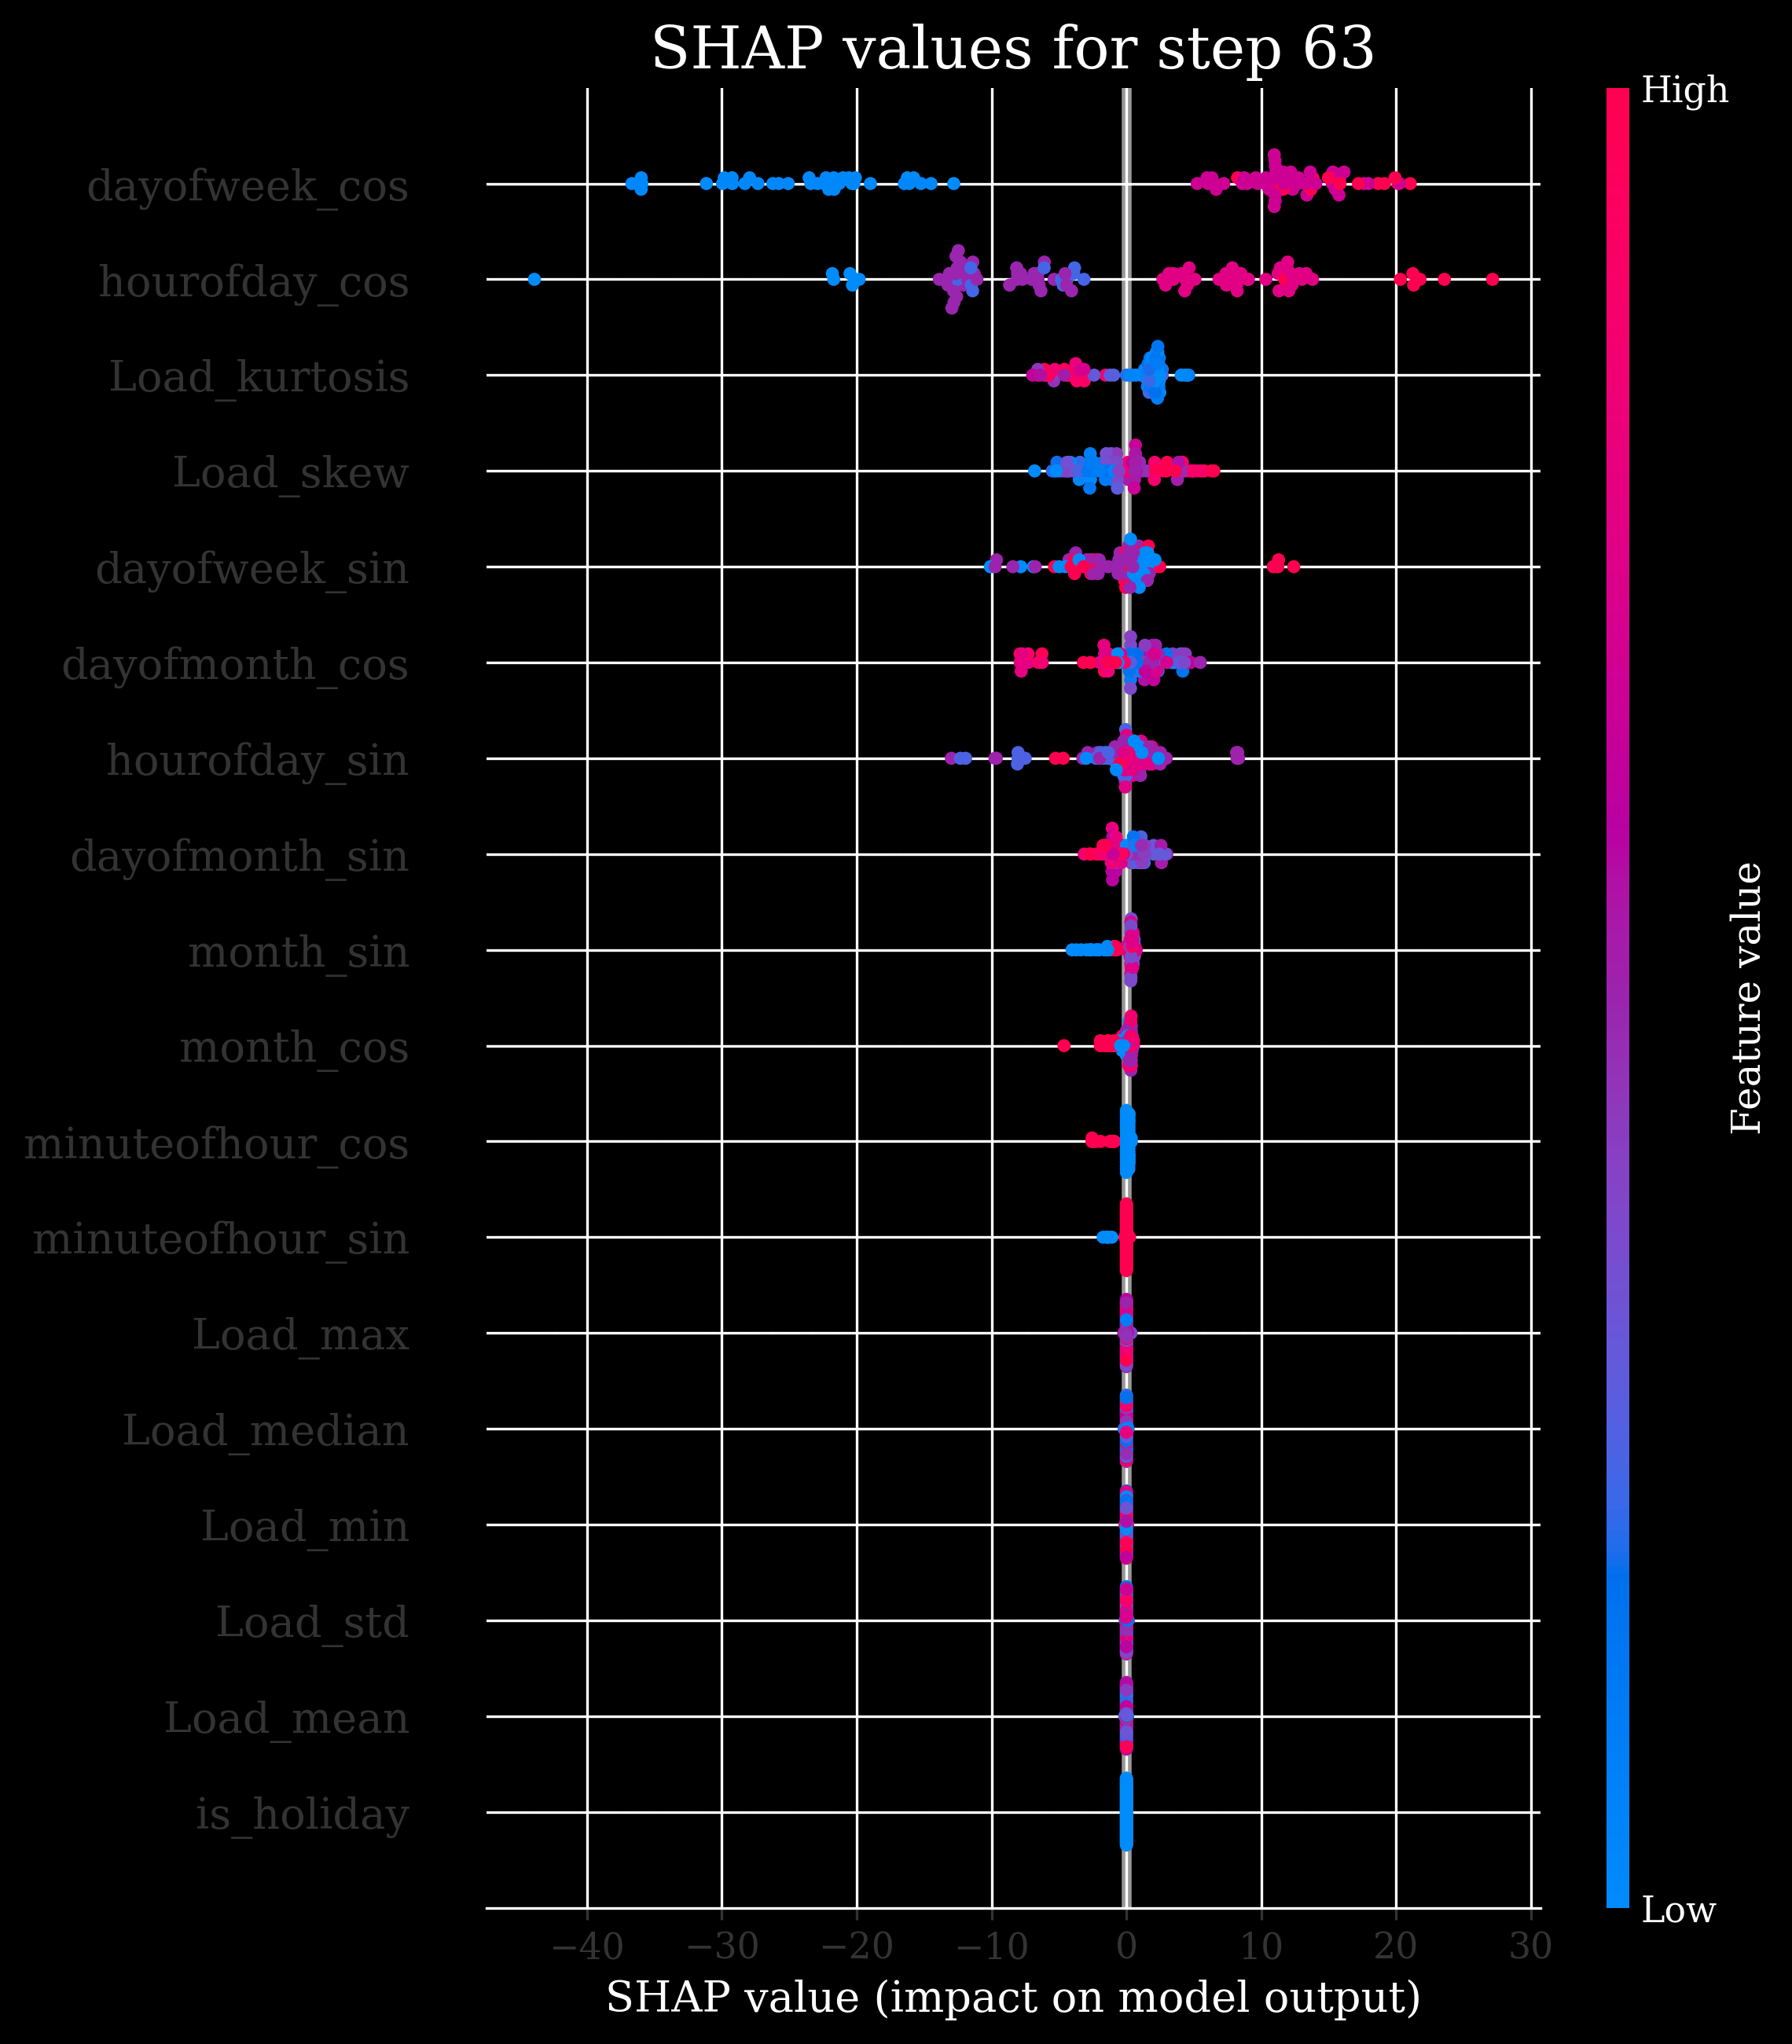 SHAP values for step 63
High
dayofweek_cos
hourofday_cos
Load_kurtosis
Load_skew
dayofweek_sin
dayofmonth_cos
hourofday_sin
dayofmonth_sin
month_sin
month_cos
minuteofhour_cos
minuteofhour_sin
Load_max
Load_median
Load_min
Load_std
Load_mean
is_holiday
Feature value
Low
−40 −30 −20 −10 0 10 20 30
SHAP value (impact on model output)